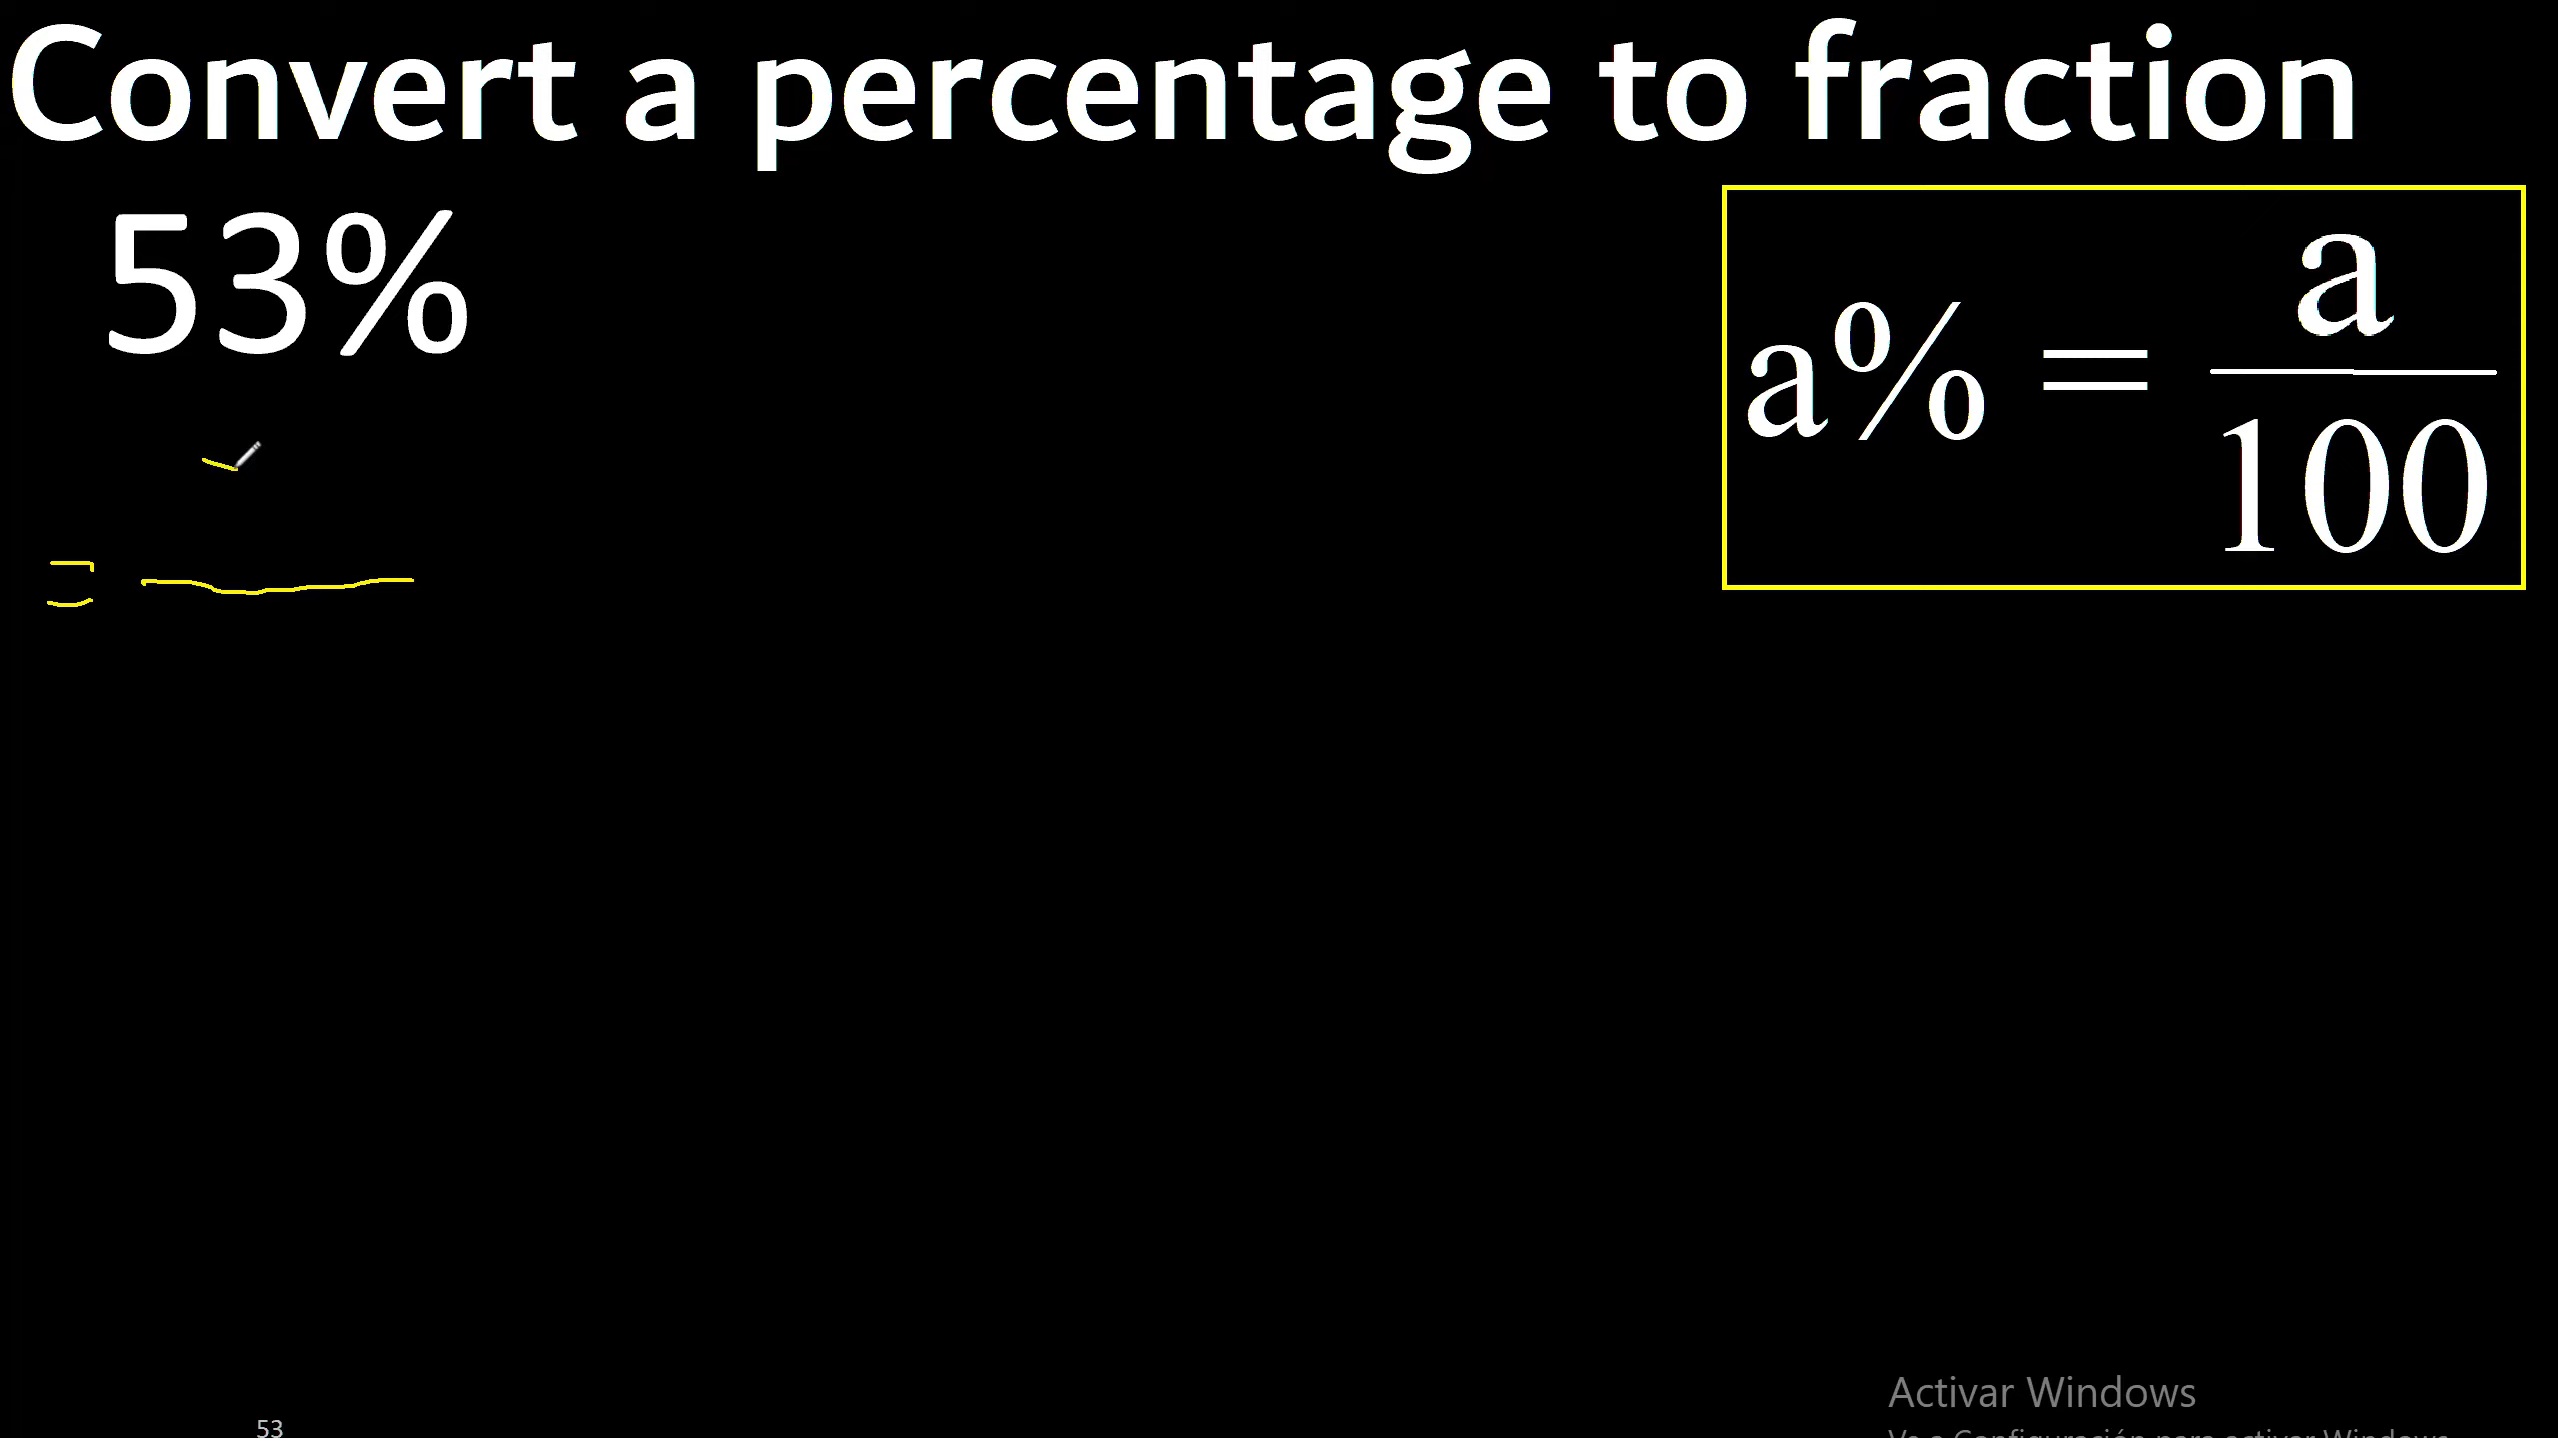 Convert a percentage to fraction
53%
a% = a/100
=
53
Activar Windows